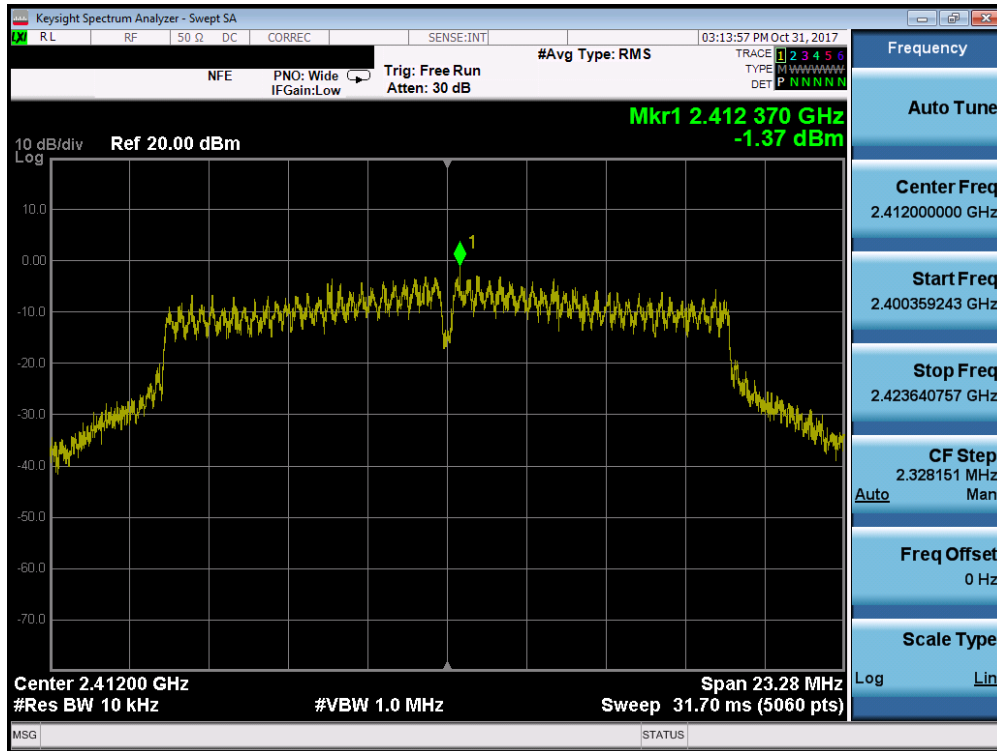 Keysight Spectrum Analyzer - Swept SA
LXI RL RF 50 Ω DC CORREC SENSE:INT 03:13:57 PM Oct 31, 2017
#Avg Type: RMS TRACE 1 2 3 4 5 6
NFE PNO: Wide Trig: Free Run TYPE M W W W W W
IFGain:Low Atten: 30 dB DET P N N N N N
Mkr1 2.412 370 GHz
-1.37 dBm
10 dB/div Ref 20.00 dBm
Log
1
10.0
0.00
-10.0
-20.0
-30.0
-40.0
-50.0
-60.0
-70.0
Center 2.41200 GHz Span 23.28 MHz
#Res BW 10 kHz #VBW 1.0 MHz Sweep 31.70 ms (5060 pts)
MSG STATUS
Frequency
Auto Tune
Center Freq
2.412000000 GHz
Start Freq
2.400359243 GHz
Stop Freq
2.423640757 GHz
CF Step
2.328151 MHz
Auto Man
Freq Offset
0 Hz
Scale Type
Log Lin